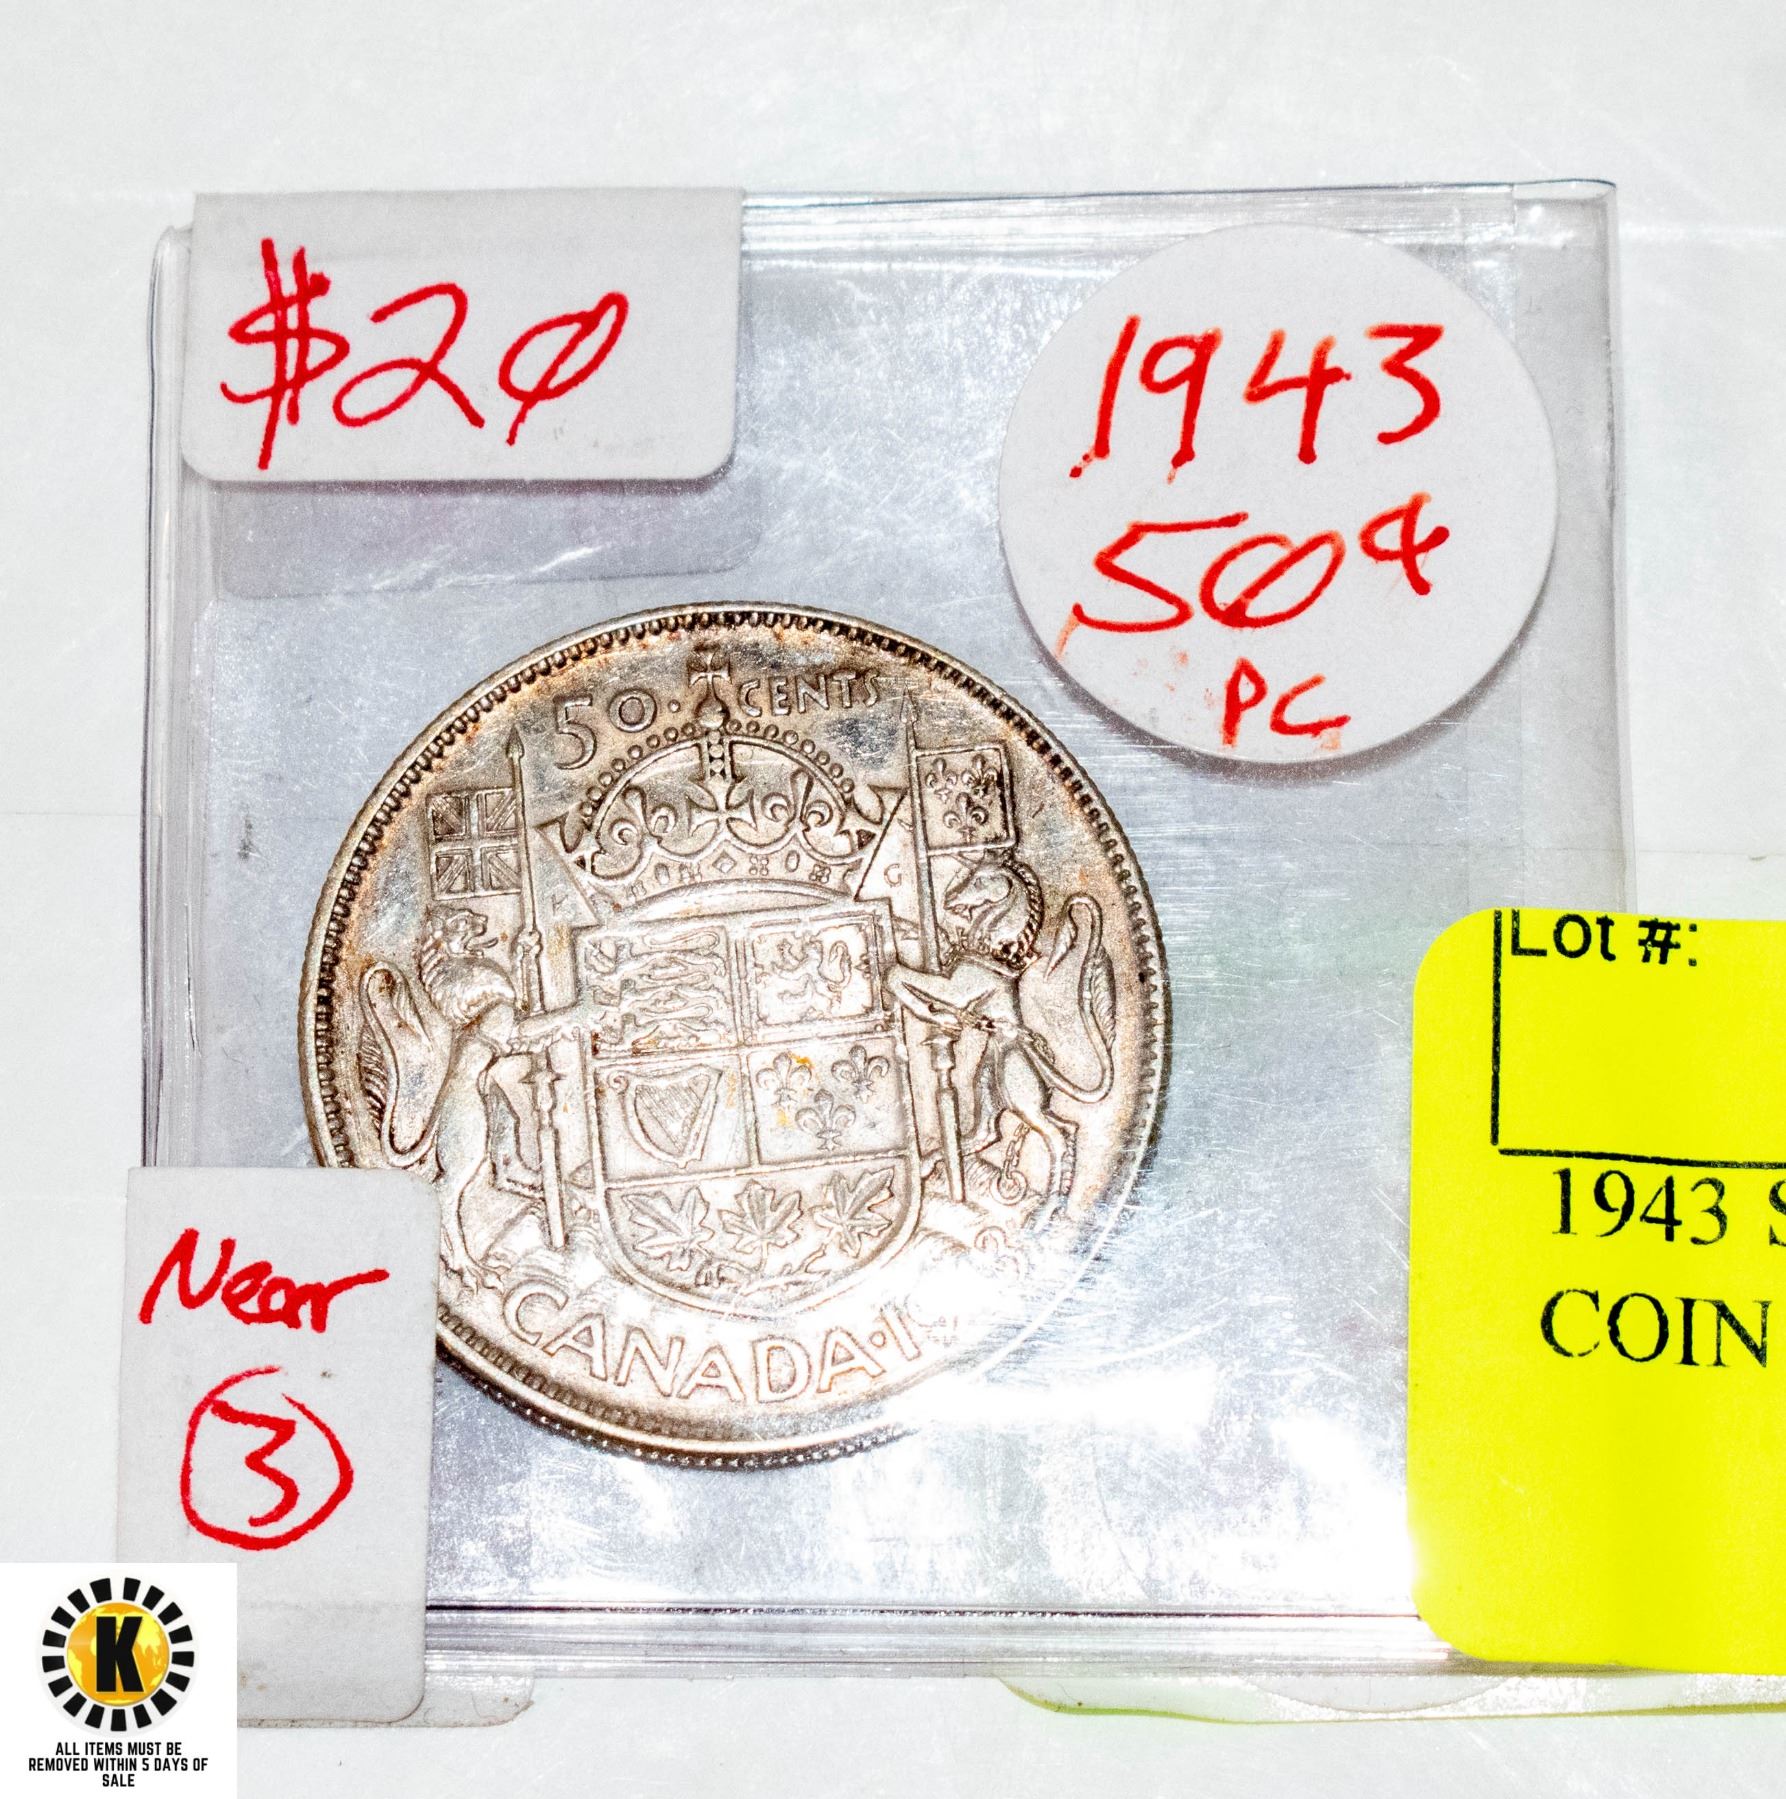 $20
1943
50¢
PC
50· CENTS
K
G
CANADA·19
Near
3
Lot #:
1943 S
COIN
K
ALL ITEMS MUST BE
REMOVED WITHIN 5 DAYS OF
SALE